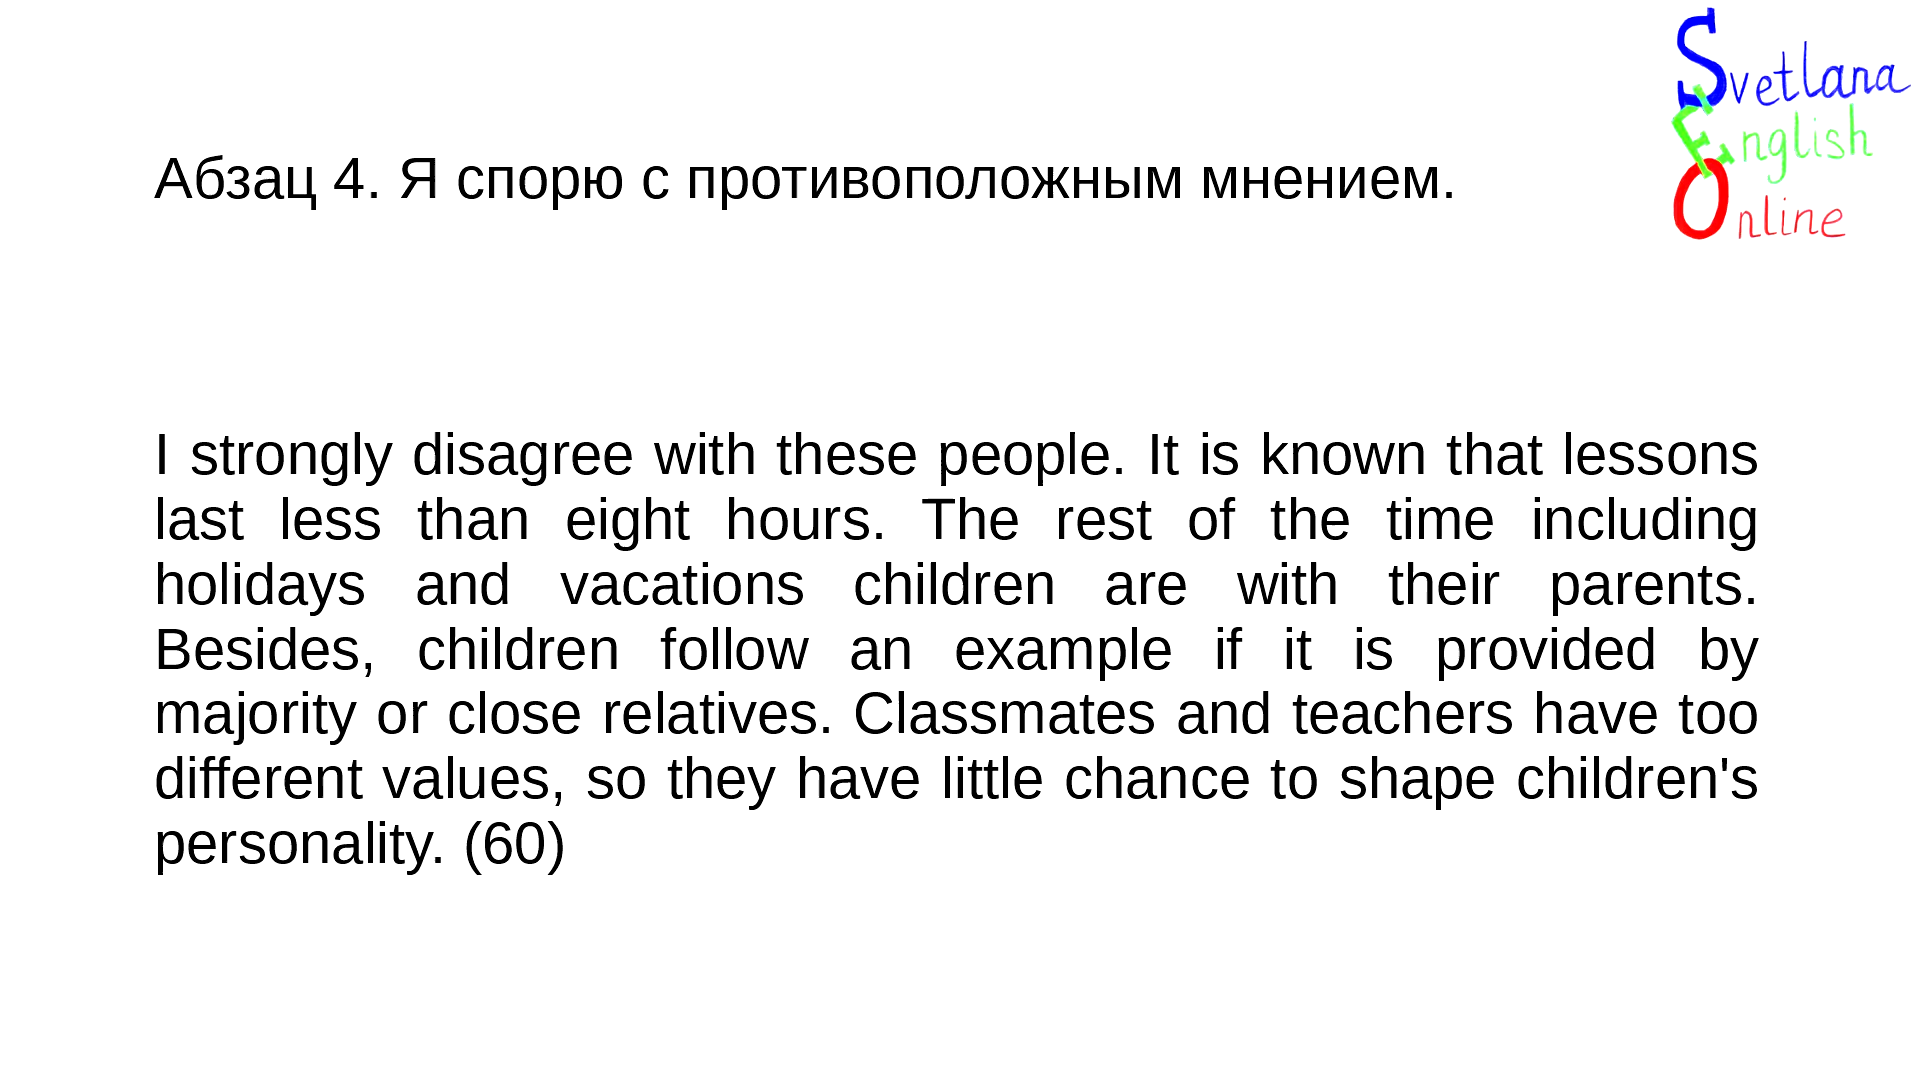 Svetlana
English
Online
Абзац 4. Я спорю с противоположным мнением.
I strongly disagree with these people. It is known that lessons
last less than eight hours. The rest of the time including
holidays and vacations children are with their parents.
Besides, children follow an example if it is provided by
majority or close relatives. Classmates and teachers have too
different values, so they have little chance to shape children's
personality. (60)